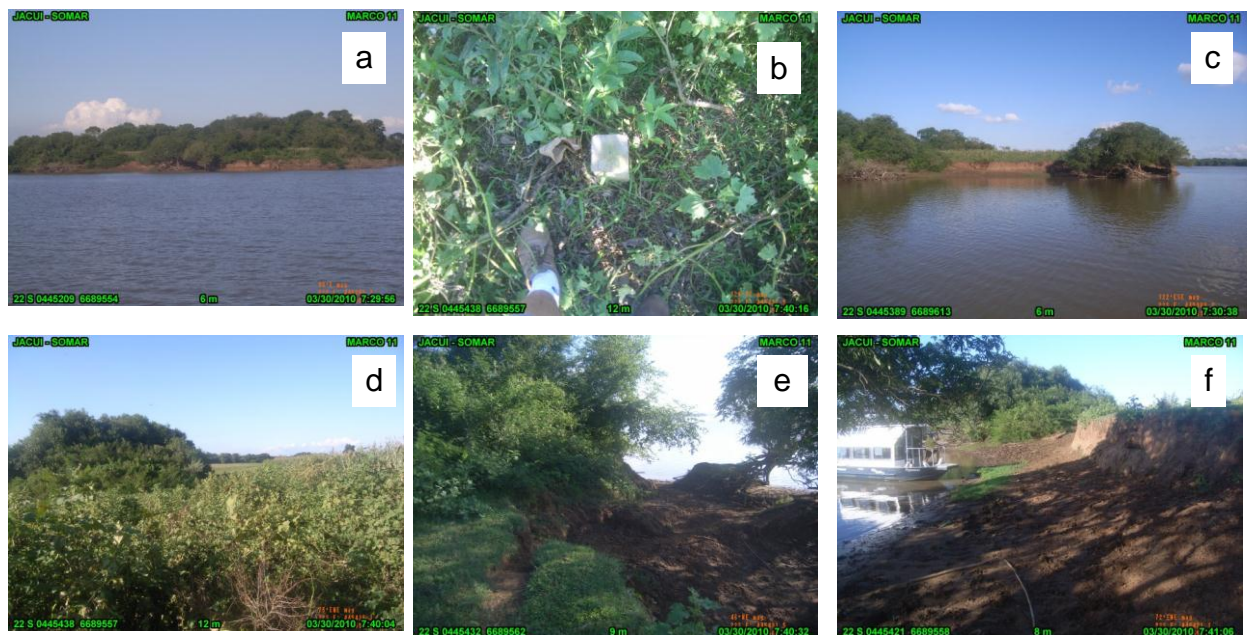 JACUI - SOMAR MARCO 11
a
22 S 0445209 6689554 6 m 03/30/2010 7:29:56
JACUI - SOMAR MARCO 11
b
22 S 0445438 6689557 12 m 03/30/2010 7:40:16
JACUI - SOMAR MARCO 11
c
22 S 0445389 6689613 6 m 03/30/2010 7:30:38
JACUI - SOMAR MARCO 11
d
22 S 0445438 6689557 12 m 03/30/2010 7:40:04
JACUI - SOMAR MARCO 11
e
22 S 0445432 6689562 9 m 03/30/2010 7:40:32
JACUI - SOMAR MARCO 11
f
22 S 0445421 6689558 8 m 03/30/2010 7:41:06